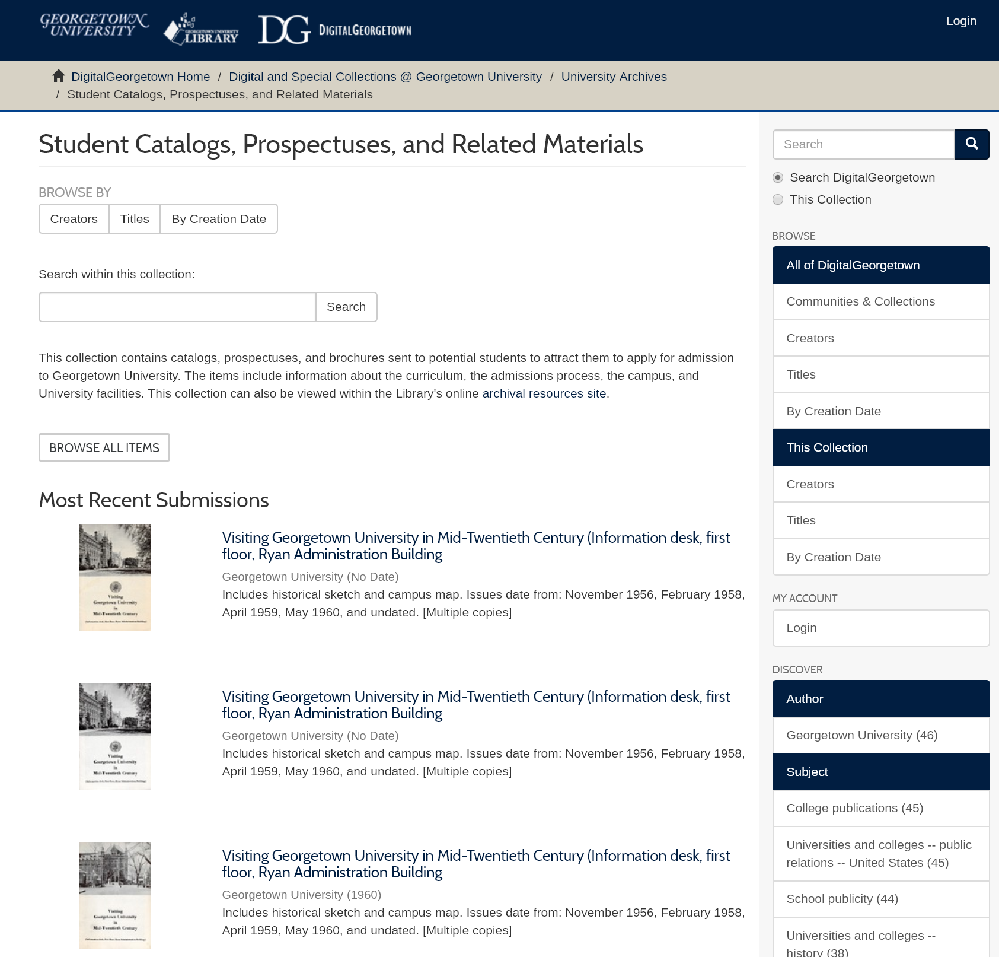 GEORGETOWN UNIVERSITY
GEORGETOWN UNIVERSITY LIBRARY
DG DIGITALGEORGETOWN
Login
DigitalGeorgetown Home / Digital and Special Collections @ Georgetown University / University Archives
/ Student Catalogs, Prospectuses, and Related Materials
Student Catalogs, Prospectuses, and Related Materials
BROWSE BY
Creators Titles By Creation Date
Search within this collection:
Search
This collection contains catalogs, prospectuses, and brochures sent to potential students to attract them to apply for admission
to Georgetown University. The items include information about the curriculum, the admissions process, the campus, and
University facilities. This collection can also be viewed within the Library's online archival resources site.
BROWSE ALL ITEMS
Most Recent Submissions
Visiting
Georgetown University
in
Mid-Twentieth Century
Visiting Georgetown University in Mid-Twentieth Century (Information desk, first
floor, Ryan Administration Building
Georgetown University (No Date)
Includes historical sketch and campus map. Issues date from: November 1956, February 1958,
April 1959, May 1960, and undated. [Multiple copies]
Visiting
Georgetown University
in
Mid-Twentieth Century
Visiting Georgetown University in Mid-Twentieth Century (Information desk, first
floor, Ryan Administration Building
Georgetown University (No Date)
Includes historical sketch and campus map. Issues date from: November 1956, February 1958,
April 1959, May 1960, and undated. [Multiple copies]
Visiting
Georgetown University
in
Mid-Twentieth Century
Visiting Georgetown University in Mid-Twentieth Century (Information desk, first
floor, Ryan Administration Building
Georgetown University (1960)
Includes historical sketch and campus map. Issues date from: November 1956, February 1958,
April 1959, May 1960, and undated. [Multiple copies]
Search
Search DigitalGeorgetown
This Collection
BROWSE
All of DigitalGeorgetown
Communities & Collections
Creators
Titles
By Creation Date
This Collection
Creators
Titles
By Creation Date
MY ACCOUNT
Login
DISCOVER
Author
Georgetown University (46)
Subject
College publications (45)
Universities and colleges -- public
relations -- United States (45)
School publicity (44)
Universities and colleges --
history (38)